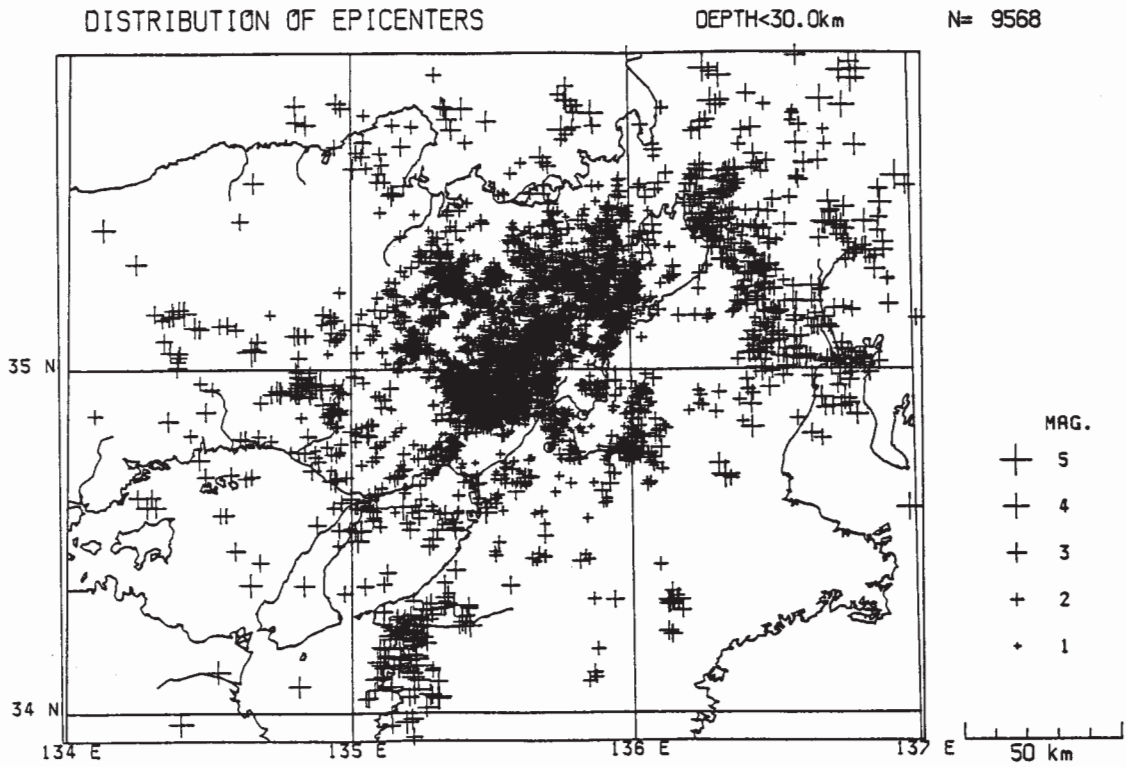 DISTRIBUTION OF EPICENTERS
DEPTH<30.0km
N= 9568
35 N
34 N
134 E
135 E
136 E
137 E
MAG.
5
4
3
2
1
50 km